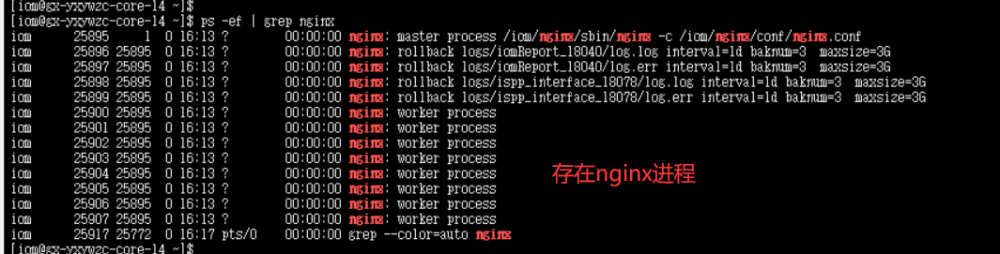 [iom@gx-yxywzc-core-14 ~]$
[iom@gx-yxywzc-core-14 ~]$ ps -ef | grep nginx
iom 25895 1 0 16:13 ? 00:00:00 nginx: master process /iom/nginx/sbin/nginx -c /iom/nginx/conf/nginx.conf
iom 25896 25895 0 16:13 ? 00:00:00 nginx: rollback logs/iomReport_18040/log.log interval=1d baknum=3 maxsize=3G
iom 25897 25895 0 16:13 ? 00:00:00 nginx: rollback logs/iomReport_18040/log.err interval=1d baknum=3 maxsize=3G
iom 25898 25895 0 16:13 ? 00:00:00 nginx: rollback logs/ispp_interface_18078/log.log interval=1d baknum=3 maxsize=3G
iom 25899 25895 0 16:13 ? 00:00:00 nginx: rollback logs/ispp_interface_18078/log.err interval=1d baknum=3 maxsize=3G
iom 25900 25895 0 16:13 ? 00:00:00 nginx: worker process
iom 25901 25895 0 16:13 ? 00:00:00 nginx: worker process
iom 25902 25895 0 16:13 ? 00:00:00 nginx: worker process
iom 25903 25895 0 16:13 ? 00:00:00 nginx: worker process
iom 25904 25895 0 16:13 ? 00:00:00 nginx: worker process
存在nginx进程
iom 25905 25895 0 16:13 ? 00:00:00 nginx: worker process
iom 25906 25895 0 16:13 ? 00:00:00 nginx: worker process
iom 25907 25895 0 16:13 ? 00:00:00 nginx: worker process
iom 25917 25772 0 16:17 pts/0 00:00:00 grep --color=auto nginx
[iom@gx-yxywzc-core-14 ~]$